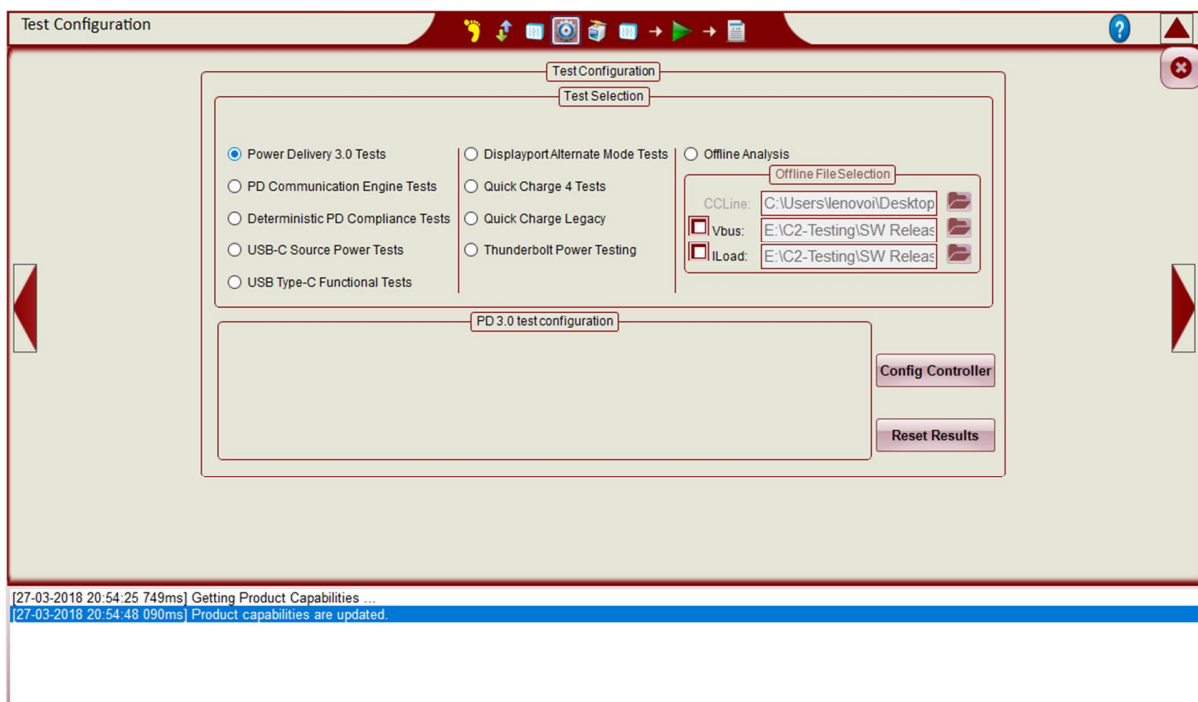 Test Configuration
Test Configuration
Test Selection
Power Delivery 3.0 Tests
PD Communication Engine Tests
Deterministic PD Compliance Tests
USB-C Source Power Tests
USB Type-C Functional Tests
Displayport Alternate Mode Tests
Quick Charge 4 Tests
Quick Charge Legacy
Thunderbolt Power Testing
Offline Analysis
Offline File Selection
CCLine: C:\Users\lenovoi\Desktop
Vbus: E:\C2-Testing\SW Releas
ILoad: E:\C2-Testing\SW Releas
PD 3.0 test configuration
Config Controller
Reset Results
[27-03-2018 20:54:25 749ms] Getting Product Capabilities ...
[27-03-2018 20:54:48 090ms] Product capabilities are updated.